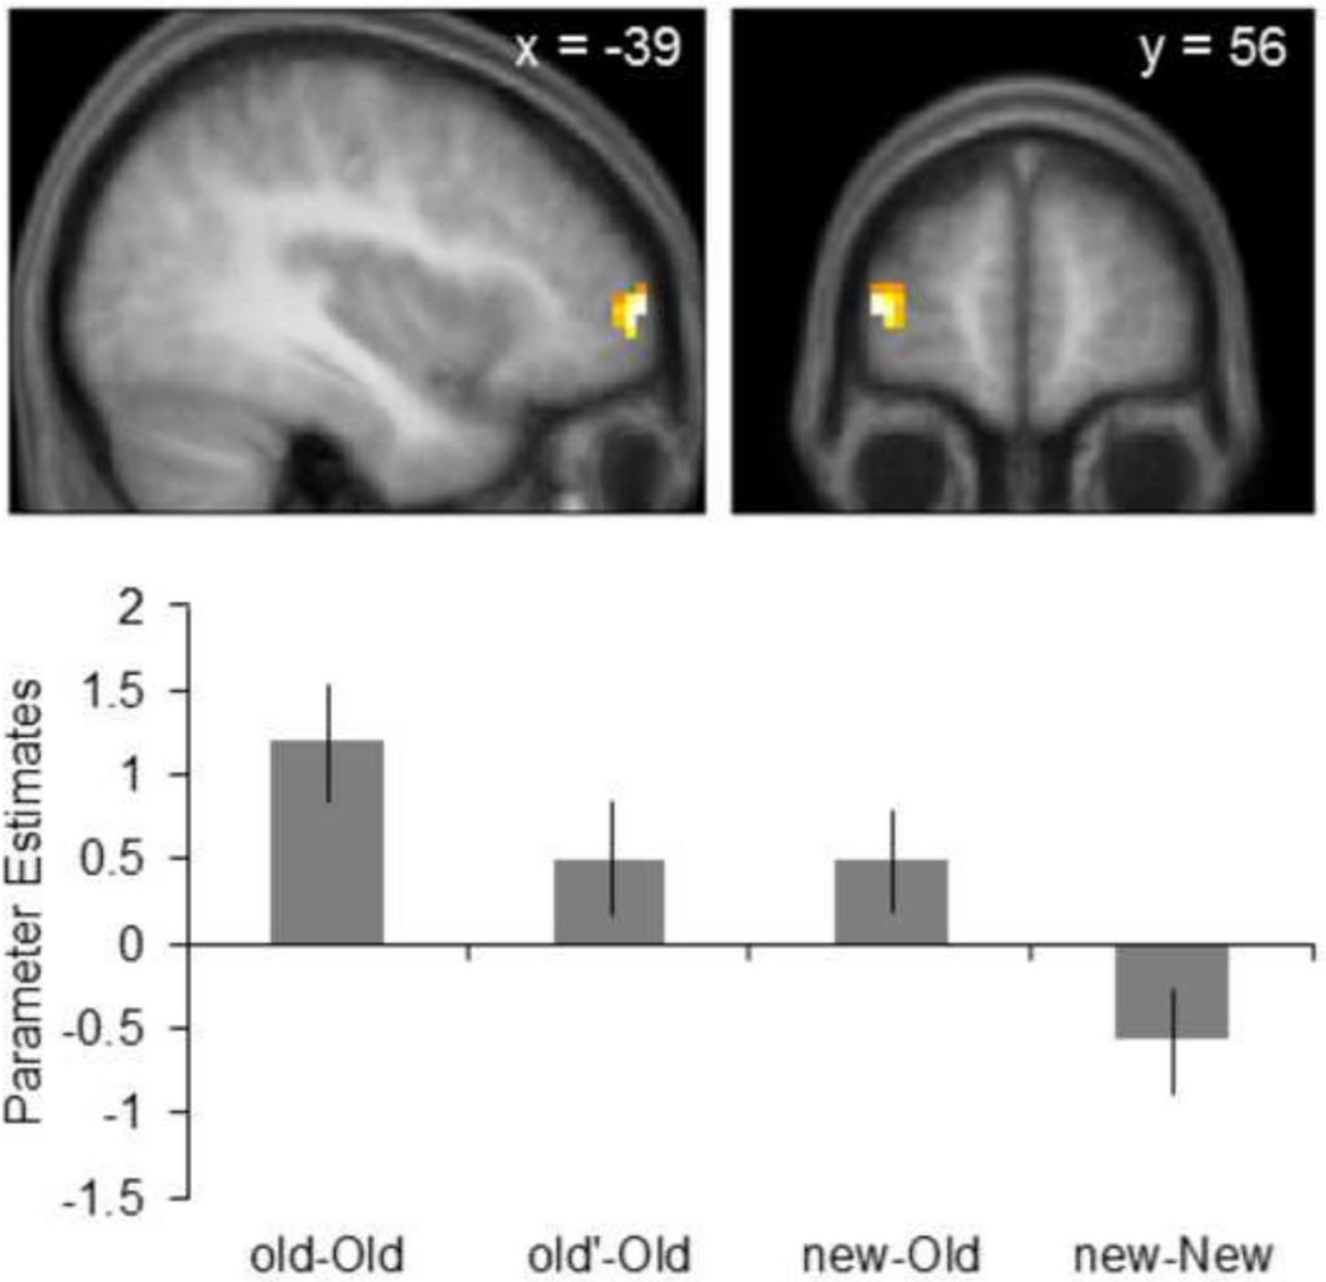 x = -39
y = 56
Parameter Estimates
2
1.5
1
0.5
0
-0.5
-1
-1.5
old-Old
old'-Old
new-Old
new-New